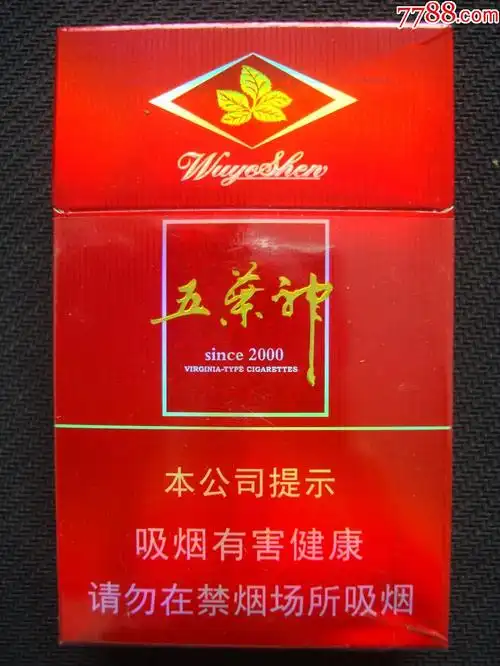 7788.com
WuyeShen
五葉神
since 2000
VIRGINIA-TYPE CIGARETTES
本公司提示
吸烟有害健康
请勿在禁烟场所吸烟